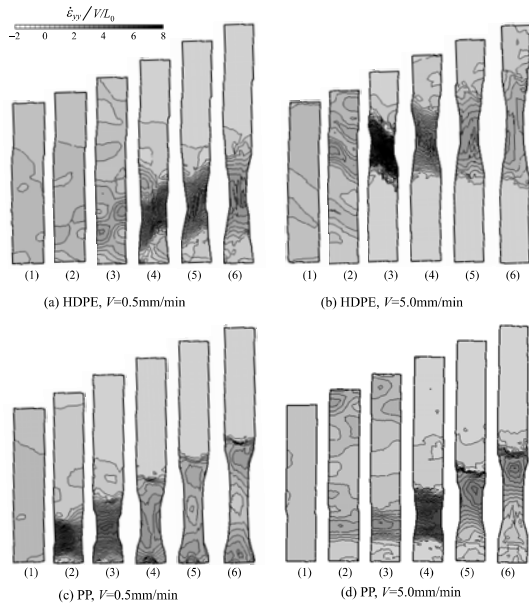 ε̇yy / V/L0
−2 0 2 4 6 8
(1) (2) (3) (4) (5) (6)
(a) HDPE, V=0.5mm/min
(1) (2) (3) (4) (5) (6)
(b) HDPE, V=5.0mm/min
(1) (2) (3) (4) (5) (6)
(c) PP, V=0.5mm/min
(1) (2) (3) (4) (5) (6)
(d) PP, V=5.0mm/min